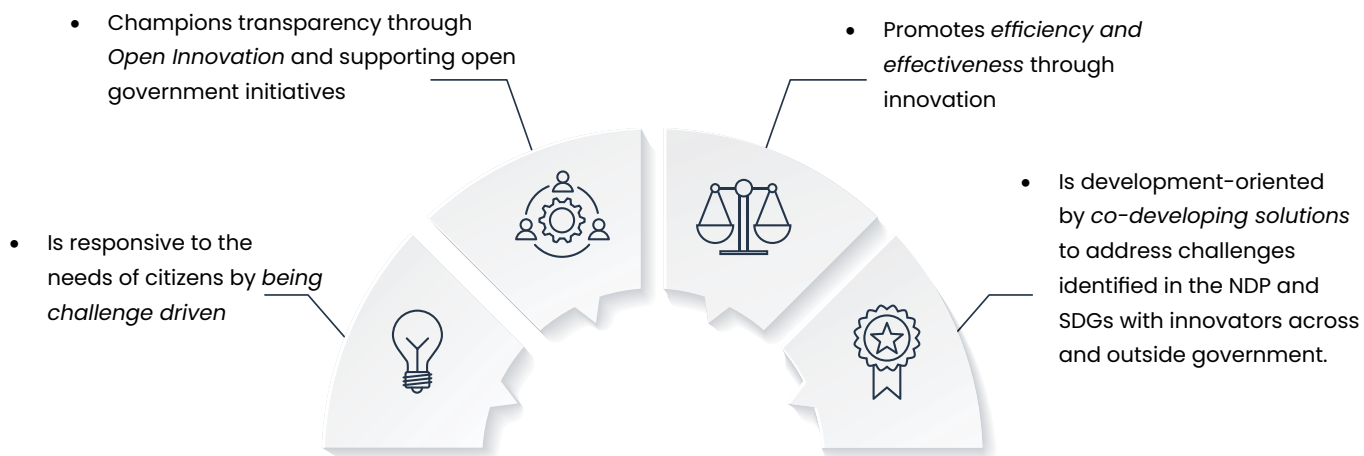 • Champions transparency through
Open Innovation and supporting open
government initiatives
• Promotes efficiency and
effectiveness through
innovation
• Is responsive to the
needs of citizens by being
challenge driven
• Is development-oriented
by co-developing solutions
to address challenges
identified in the NDP and
SDGs with innovators across
and outside government.